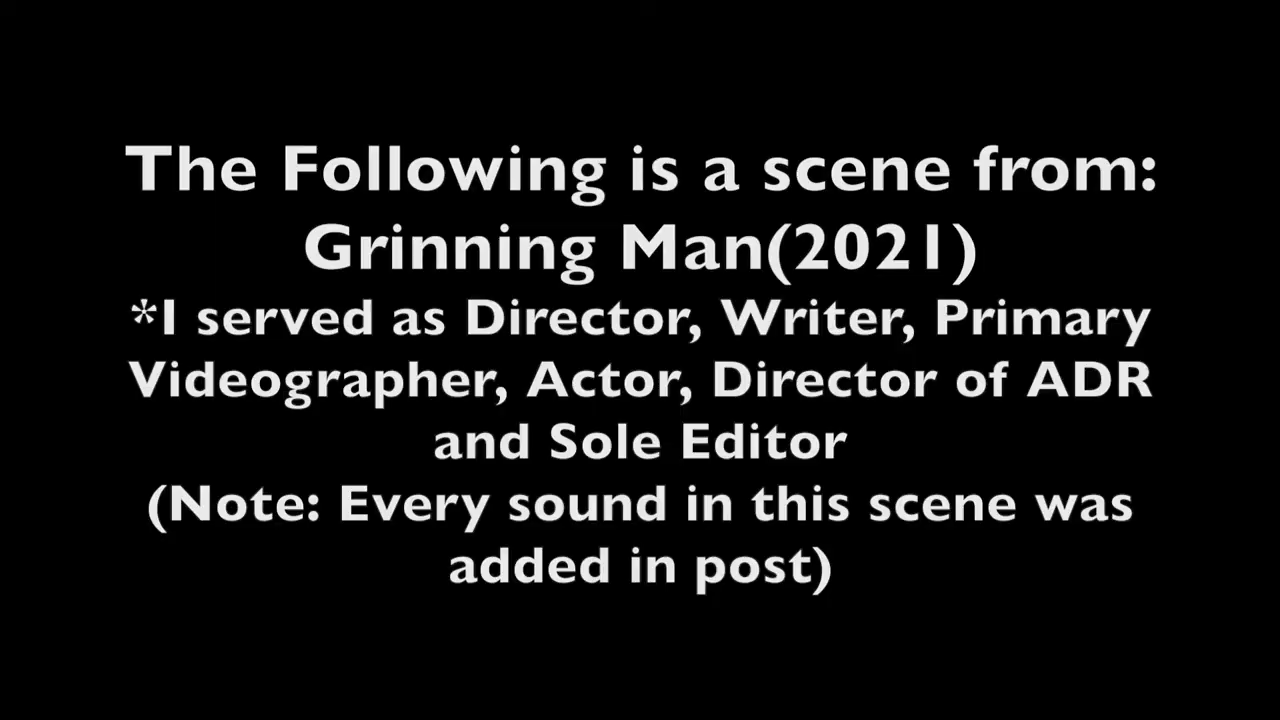 The Following is a scene from:
Grinning Man(2021)
*I served as Director, Writer, Primary
Videographer, Actor, Director of ADR
and Sole Editor
(Note: Every sound in this scene was
added in post)